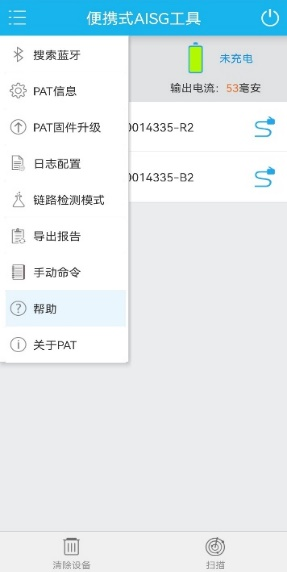 便携式AISG工具
未充电
输出电流：53毫安
搜索蓝牙
PAT信息
PAT固件升级
0014335-R2
日志配置
0014335-B2
链路检测模式
导出报告
手动命令
帮助
关于PAT
清除设备
扫描